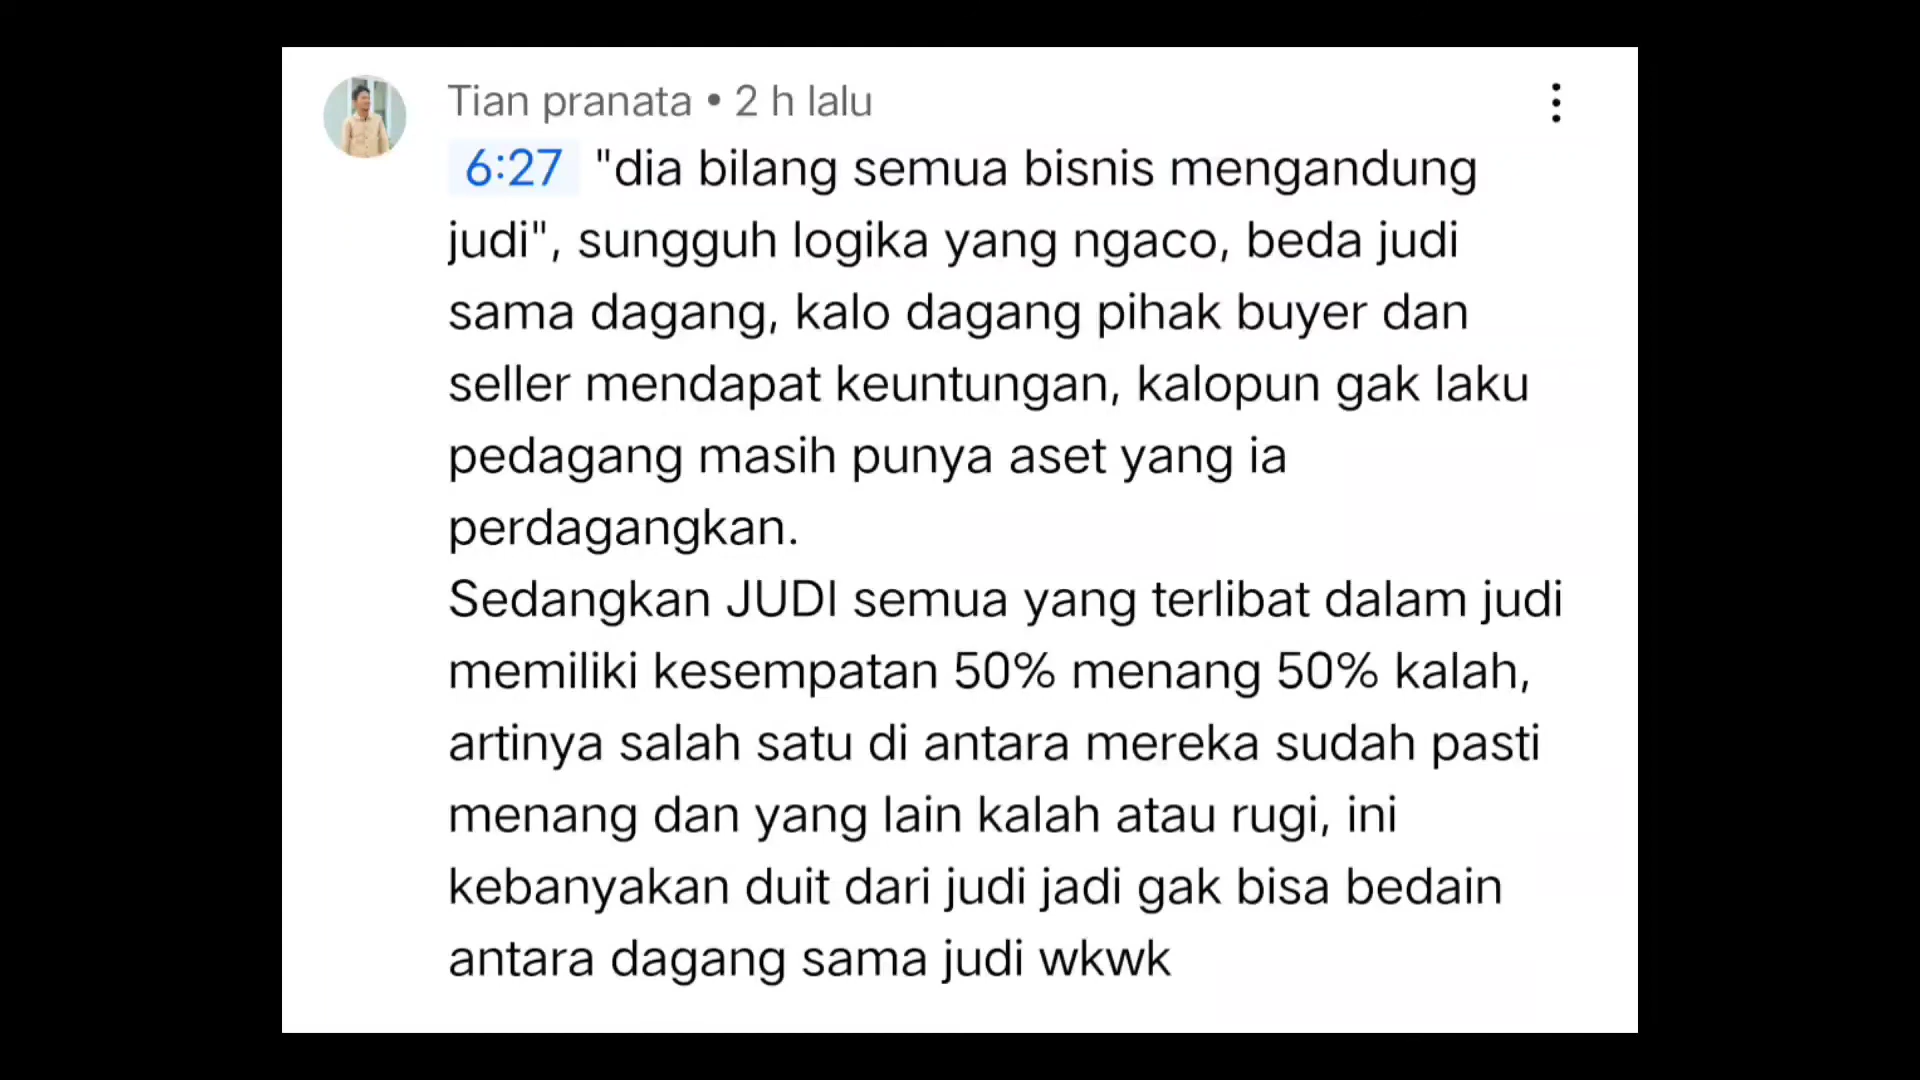 Tian pranata • 2 h lalu
6:27 "dia bilang semua bisnis mengandung
judi", sungguh logika yang ngaco, beda judi
sama dagang, kalo dagang pihak buyer dan
seller mendapat keuntungan, kalopun gak laku
pedagang masih punya aset yang ia
perdagangkan.
Sedangkan JUDI semua yang terlibat dalam judi
memiliki kesempatan 50% menang 50% kalah,
artinya salah satu di antara mereka sudah pasti
menang dan yang lain kalah atau rugi, ini
kebanyakan duit dari judi jadi gak bisa bedain
antara dagang sama judi wkwk